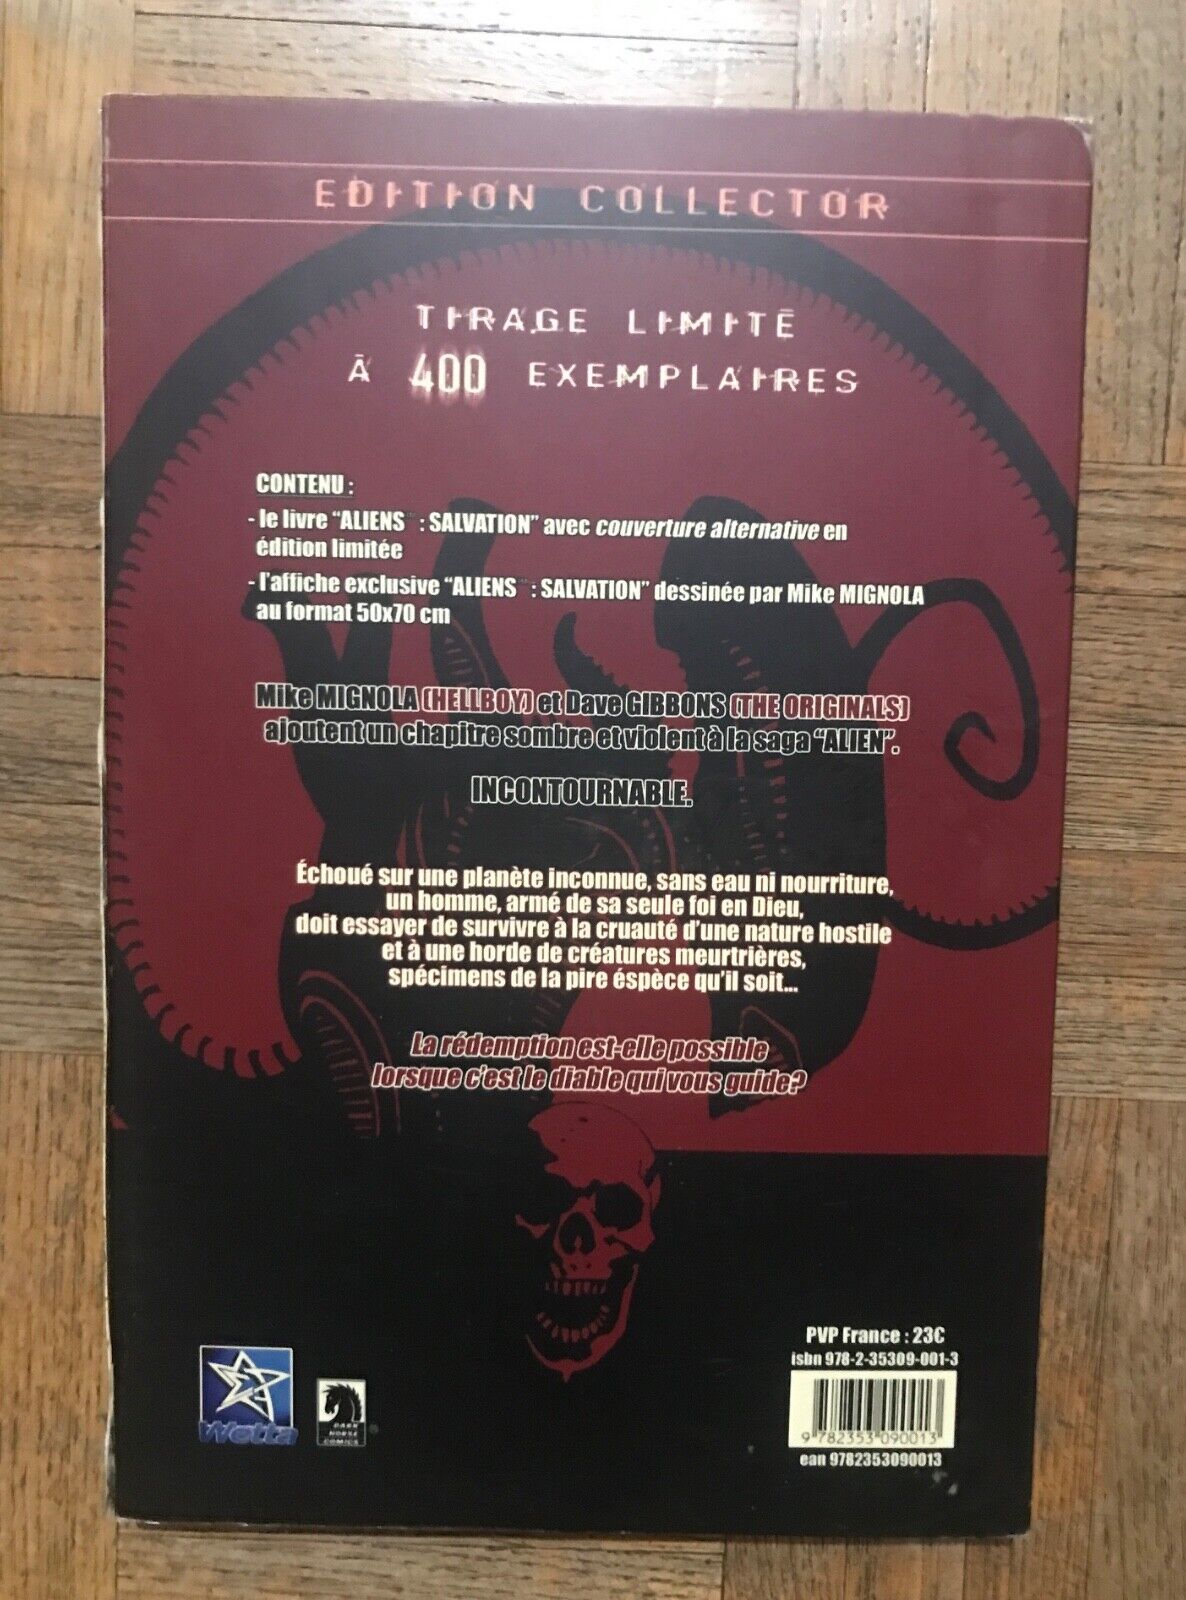 EDITION COLLECTOR
TIRAGE LIMITÉ
À 400 EXEMPLAIRES
CONTENU :
- le livre “ALIENS™ : SALVATION” avec couverture alternative en
édition limitée
- l'affiche exclusive “ALIENS™ : SALVATION” dessinée par Mike MIGNOLA
au format 50x70 cm
Mike MIGNOLA (HELLBOY) et Dave GIBBONS (THE ORIGINALS)
ajoutent un chapitre sombre et violent à la saga “ALIEN”.
INCONTOURNABLE.
Échoué sur une planète inconnue, sans eau ni nourriture,
un homme, armé de sa seule foi en Dieu,
doit essayer de survivre à la cruauté d'une nature hostile
et à une horde de créatures meurtrières,
spécimens de la pire éspèce qu'il soit...
La rédemption est-elle possible
lorsque c'est le diable qui vous guide?
PVP France : 23€
isbn 978-2-35309-001-3
9 782353 090013
ean 9782353090013
Wetta
DARK
HORSE
COMICS
®